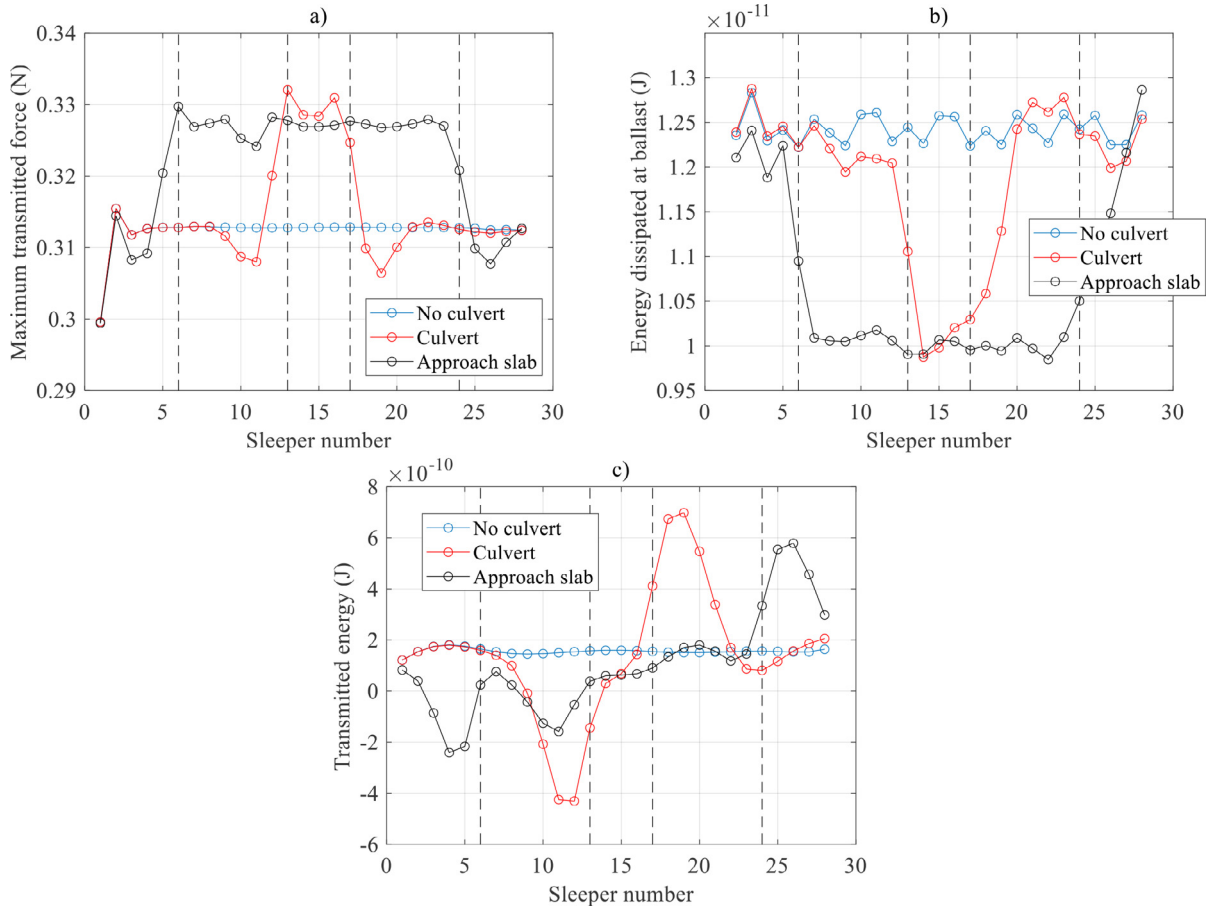 a)
Maximum transmitted force (N)
0.34
0.33
0.32
0.31
0.3
0.29
0 5 10 15 20 25 30
Sleeper number
No culvert
Culvert
Approach slab
b)
×10⁻¹¹
Energy dissipated at ballast (J)
1.3
1.25
1.2
1.15
1.1
1.05
1
0.95
0 5 10 15 20 25 30
Sleeper number
No culvert
Culvert
Approach slab
c)
×10⁻¹⁰
Transmitted energy (J)
8
6
4
2
0
-2
-4
-6
0 5 10 15 20 25 30
Sleeper number
No culvert
Culvert
Approach slab